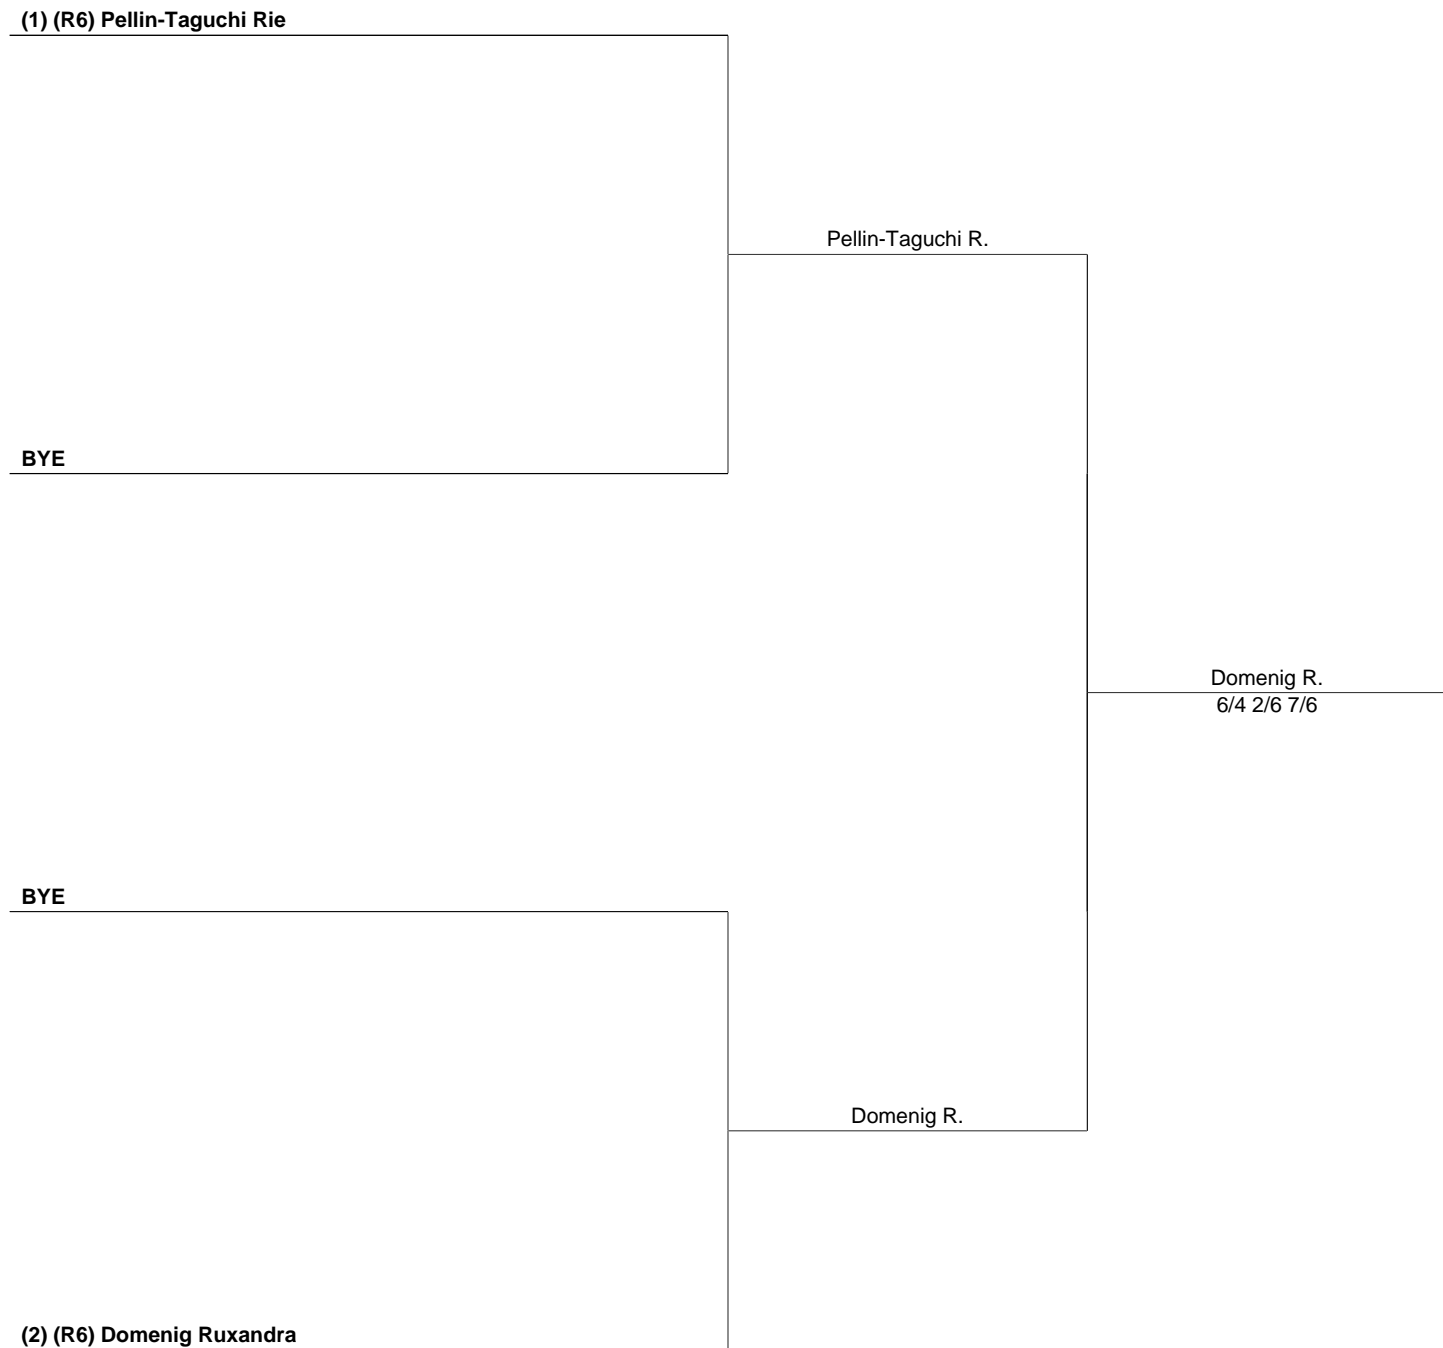 (1) (R6) Pellin-Taguchi Rie
Pellin-Taguchi R.
BYE
Domenig R.
6/4 2/6 7/6
BYE
Domenig R.
(2) (R6) Domenig Ruxandra